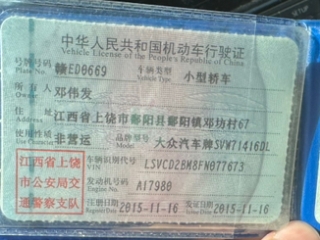 中华人民共和国机动车行驶证
Vehicle License of the People's Republic of China
号牌号码 赣ED0669 车辆类型 小型轿车
Plate No. Vehicle Type
所有人 邓伟发
Owner
住址 江西省上饶市鄱阳县鄱阳镇邓坊村67
Address
使用性质 非营运 品牌型号 大众汽车牌SVW71416DL
Use Character Model
江西省上饶市公安局交通警察支队
车辆识别代号 LSVCD2BM8FN077673
VIN
发动机号码 A17980
Engine No.
注册日期 2015-11-16 发证日期 2015-11-16
Register Date Issue Date